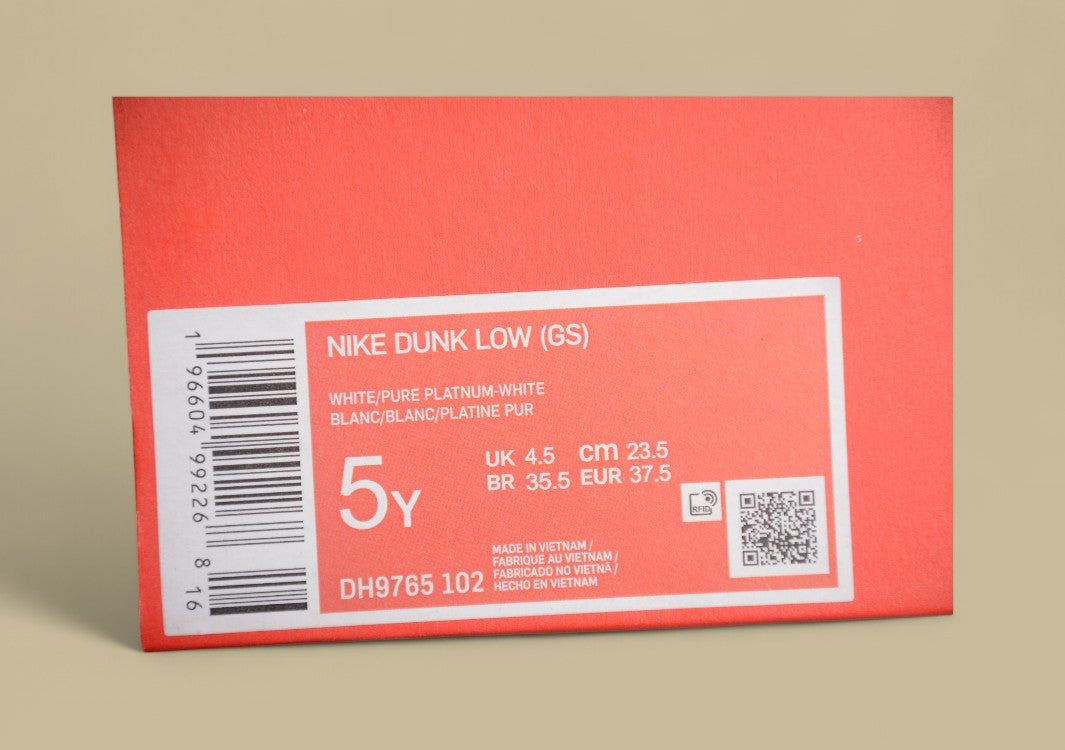 NIKE DUNK LOW (GS)
WHITE/PURE PLATNUM-WHITE
BLANC/BLANC/PLATINE PUR
5Y
UK 4.5 cm 23.5
BR 35.5 EUR 37.5
RFID
MADE IN VIETNAM /
FABRIQUE AU VIETNAM /
FABRICADO NO VIETNÃ /
HECHO EN VIETNAM
DH9765 102
1 96604 99226 8 16